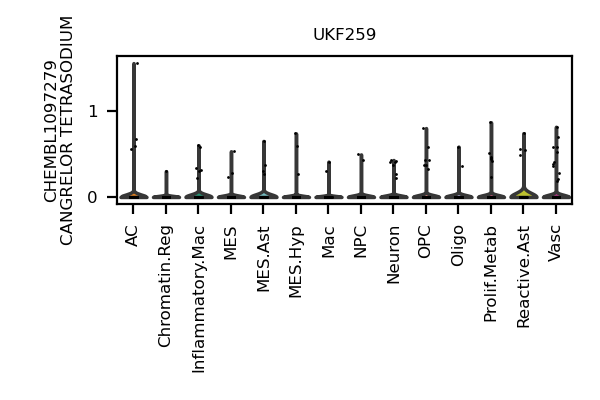 UKF259
CHEMBL1097279
CANGRELOR TETRASODIUM
1
0
AC
Chromatin.Reg
Inflammatory.Mac
MES
MES.Ast
MES.Hyp
Mac
NPC
Neuron
OPC
Oligo
Prolif.Metab
Reactive.Ast
Vasc